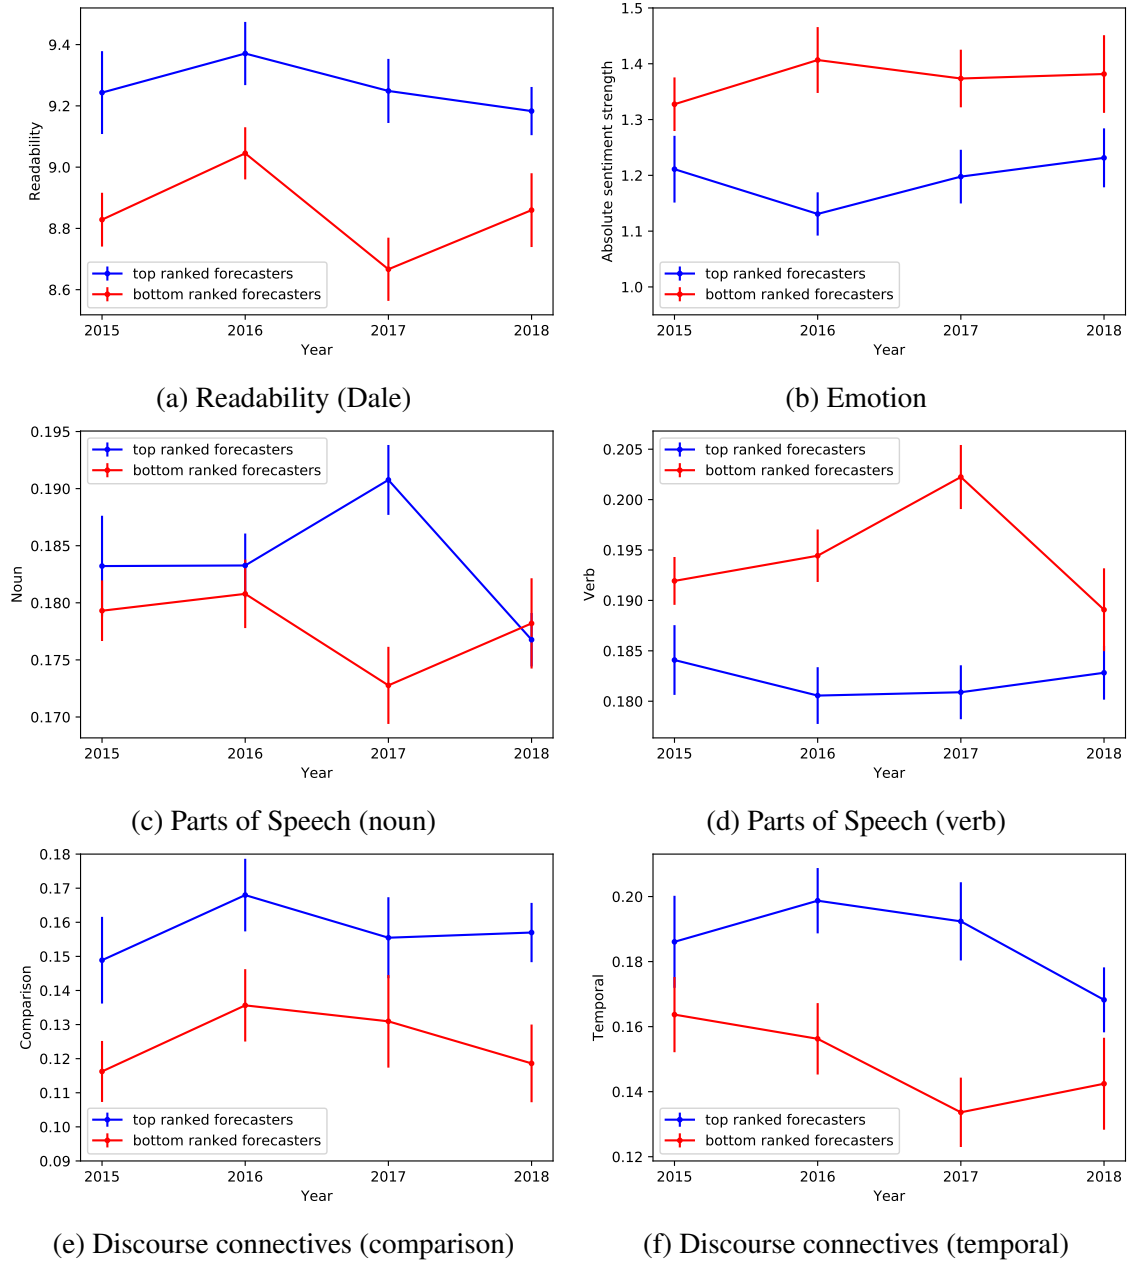 9.4
9.2
9.0
8.8
8.6
Readability
top ranked forecasters
bottom ranked forecasters
2015 2016 2017 2018
Year
(a) Readability (Dale)
1.5
1.4
1.3
1.2
1.1
1.0
Absolute sentiment strength
top ranked forecasters
bottom ranked forecasters
2015 2016 2017 2018
Year
(b) Emotion
0.195
0.190
0.185
0.180
0.175
0.170
Noun
top ranked forecasters
bottom ranked forecasters
2015 2016 2017 2018
Year
(c) Parts of Speech (noun)
0.205
0.200
0.195
0.190
0.185
0.180
Verb
top ranked forecasters
bottom ranked forecasters
2015 2016 2017 2018
Year
(d) Parts of Speech (verb)
0.18
0.17
0.16
0.15
0.14
0.13
0.12
0.11
0.10
0.09
Comparison
top ranked forecasters
bottom ranked forecasters
2015 2016 2017 2018
Year
(e) Discourse connectives (comparison)
0.20
0.18
0.16
0.14
0.12
Temporal
top ranked forecasters
bottom ranked forecasters
2015 2016 2017 2018
Year
(f) Discourse connectives (temporal)